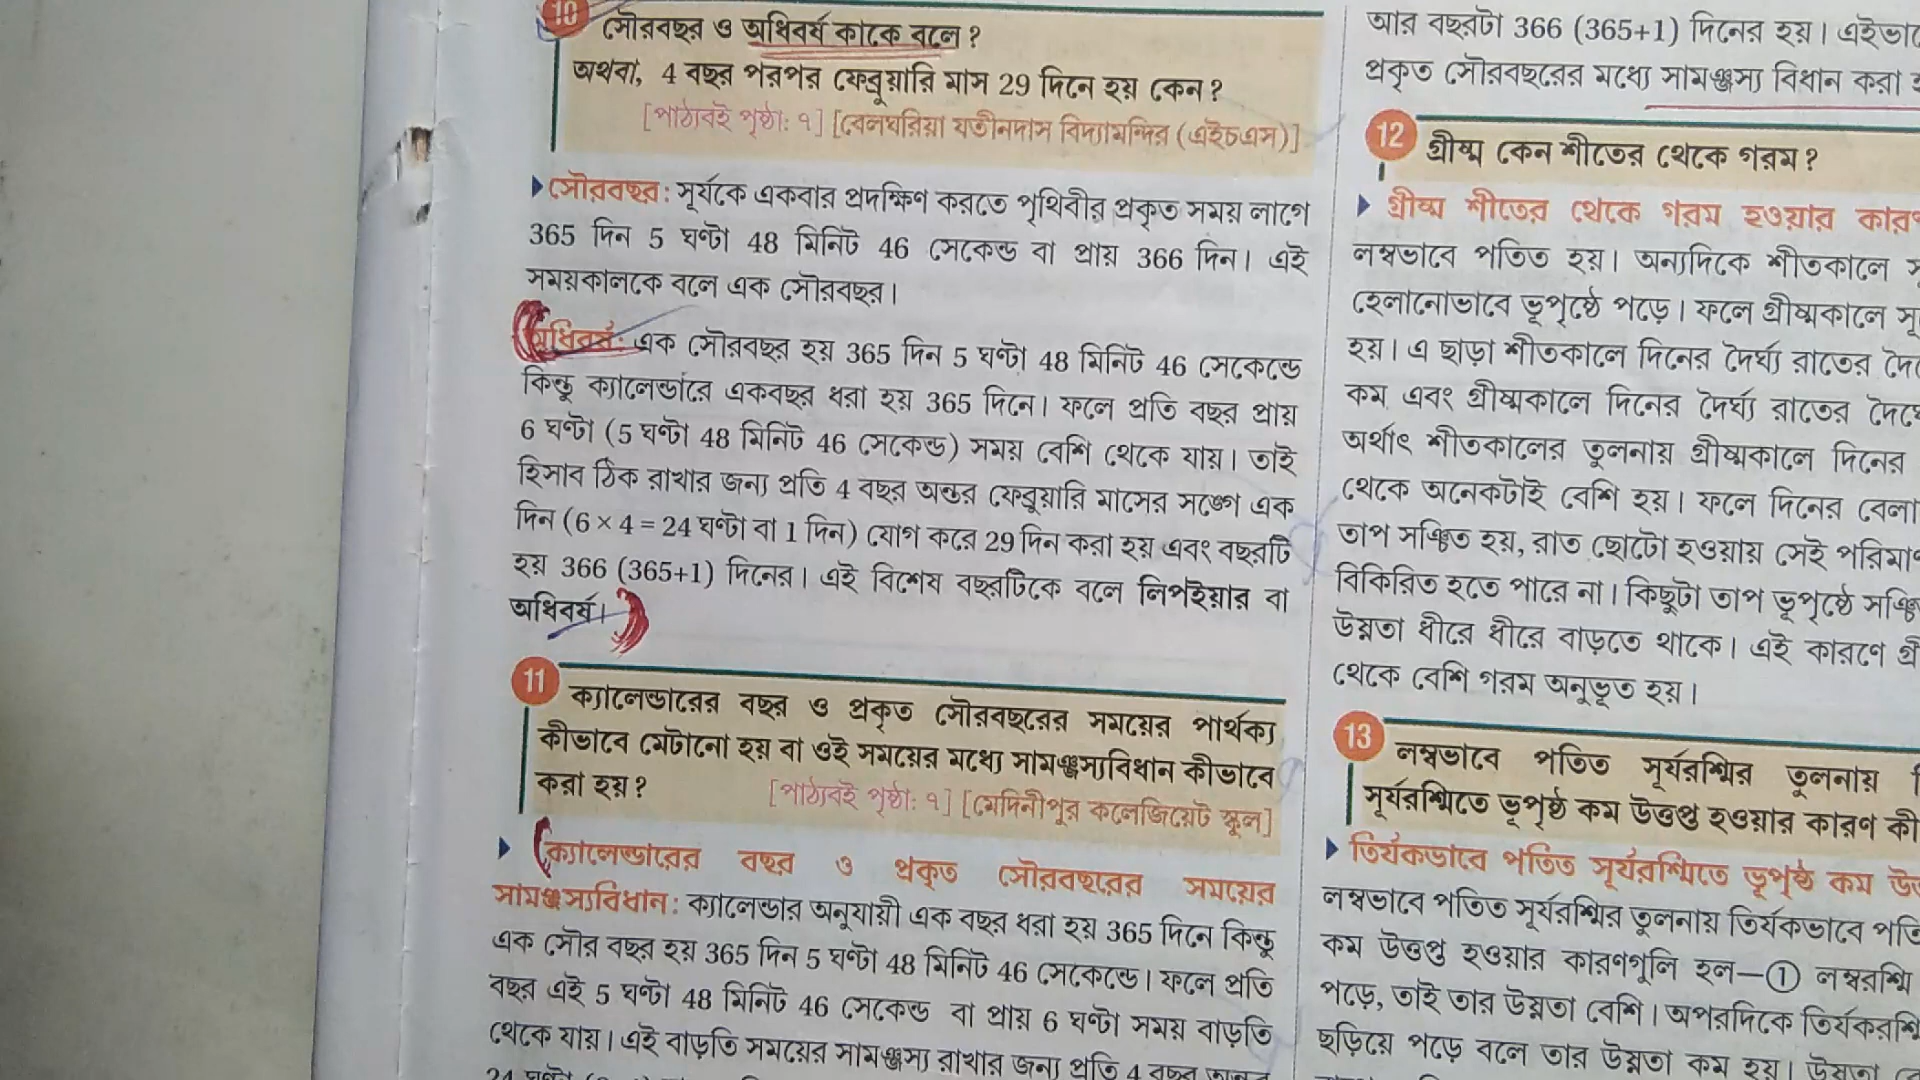 10 সৌরবছর ও অধিবর্ষ কাকে বলে?
অথবা, 4 বছর পরপর ফেব্রুয়ারি মাস 29 দিনে হয় কেন?
[পাঠ্যবই পৃষ্ঠা: ৭] [বেলঘরিয়া যতীনদাস বিদ্যামন্দির (এইচএস)]
সৌরবছর: সূর্যকে একবার প্রদক্ষিণ করতে পৃথিবীর প্রকৃত সময় লাগে
365 দিন 5 ঘণ্টা 48 মিনিট 46 সেকেন্ড বা প্রায় 366 দিন। এই
সময়কালকে বলে এক সৌরবছর।
অধিবর্ষ: এক সৌরবছর হয় 365 দিন 5 ঘণ্টা 48 মিনিট 46 সেকেন্ডে
কিন্তু ক্যালেন্ডারে একবছর ধরা হয় 365 দিনে। ফলে প্রতি বছর প্রায়
6 ঘণ্টা (5 ঘণ্টা 48 মিনিট 46 সেকেন্ড) সময় বেশি থেকে যায়। তাই
হিসাব ঠিক রাখার জন্য প্রতি 4 বছর অন্তর ফেব্রুয়ারি মাসের সঙ্গে এক
দিন (6 × 4 = 24 ঘণ্টা বা 1 দিন) যোগ করে 29 দিন করা হয় এবং বছরটি
হয় 366 (365+1) দিনের। এই বিশেষ বছরটিকে বলে লিপইয়ার বা
অধিবর্ষ।
11 ক্যালেন্ডারের বছর ও প্রকৃত সৌরবছরের সময়ের পার্থক্য
কীভাবে মেটানো হয় বা ওই সময়ের মধ্যে সামঞ্জস্যবিধান কীভাবে
করা হয়? [পাঠ্যবই পৃষ্ঠা: ৭] [মেদিনীপুর কলেজিয়েট স্কুল]
ক্যালেন্ডারের বছর ও প্রকৃত সৌরবছরের সময়ের
সামঞ্জস্যবিধান: ক্যালেন্ডার অনুযায়ী এক বছর ধরা হয় 365 দিনে কিন্তু
এক সৌর বছর হয় 365 দিন 5 ঘণ্টা 48 মিনিট 46 সেকেন্ডে। ফলে প্রতি
বছর এই 5 ঘণ্টা 48 মিনিট 46 সেকেন্ড বা প্রায় 6 ঘণ্টা সময় বাড়তি
থেকে যায়। এই বাড়তি সময়ের সামঞ্জস্য রাখার জন্য প্রতি 4 বছর অন্তর
24 ঘণ্টা
আর বছরটা 366 (365+1) দিনের হয়। এইভাবে
প্রকৃত সৌরবছরের মধ্যে সামঞ্জস্য বিধান করা
12 গ্রীষ্ম কেন শীতের থেকে গরম?
গ্রীষ্ম শীতের থেকে গরম হওয়ার কারণ
লম্বভাবে পতিত হয়। অন্যদিকে শীতকালে
হেলানোভাবে ভূপৃষ্ঠে পড়ে। ফলে গ্রীষ্মকালে
হয়। এ ছাড়া শীতকালে দিনের দৈর্ঘ্য রাতের
কম এবং গ্রীষ্মকালে দিনের দৈর্ঘ্য রাতের
অর্থাৎ শীতকালের তুলনায় গ্রীষ্মকালে দিনের
থেকে অনেকটাই বেশি হয়। ফলে দিনের বেলা
তাপ সঞ্চিত হয়, রাত ছোটো হওয়ায় সেই
বিকিরিত হতে পারে না। কিছুটা তাপ ভূপৃষ্ঠে
উষ্ণতা ধীরে ধীরে বাড়তে থাকে। এই কারণে
থেকে বেশি গরম অনুভূত হয়।
13 লম্বভাবে পতিত সূর্যরশ্মির তুলনায়
সূর্যরশ্মিতে ভূপৃষ্ঠ কম উত্তপ্ত হওয়ার কারণ কী
তির্যকভাবে পতিত সূর্যরশ্মিতে ভূপৃষ্ঠ কম
লম্বভাবে পতিত সূর্যরশ্মির তুলনায় তির্যকভাবে
কম উত্তপ্ত হওয়ার কারণগুলি হল—① লম্বরশ্মি
পড়ে, তাই তার উষ্ণতা বেশি। অপরদিকে
ছড়িয়ে পড়ে বলে তার উষ্ণতা কম হয়। উষ্ণতা